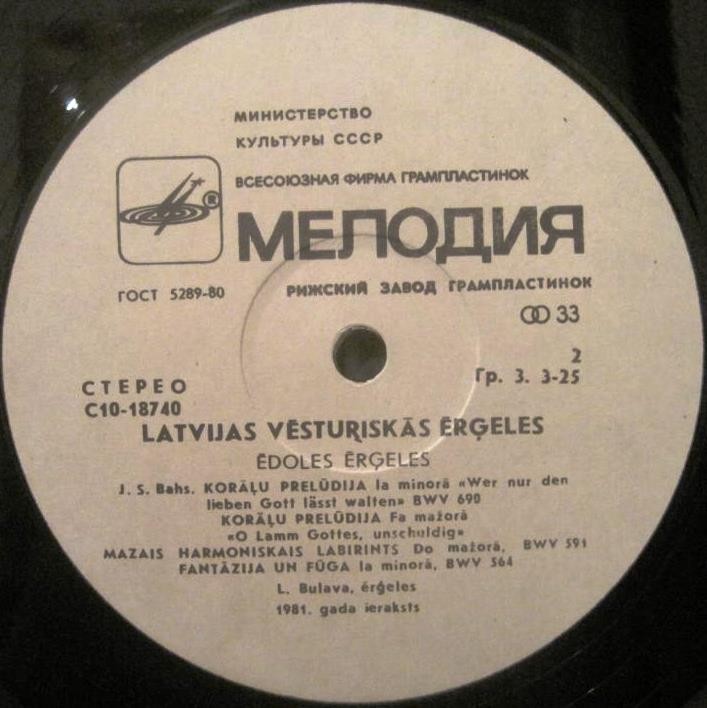 МИНИСТЕРСТВО
КУЛЬТУРЫ СССР
ВСЕСОЮЗНАЯ ФИРМА ГРАМПЛАСТИНОК
®
МЕЛОДИЯ
ГОСТ 5289-80
РИЖСКИЙ ЗАВОД ГРАМПЛАСТИНОК
33
2
Гр. 3. 3-25
СТЕРЕО
С10-18740
LATVIJAS VĒSTURISKĀS ĒRĢELES
ĒDOLES ĒRĢELES
J. S. Bahs. KORĀĻU PRELŪDIJA la minorā «Wer nur den
lieben Gott lässt walten» BWV 690
KORĀĻU PRELŪDIJA Fa mažorā
«O Lamm Gottes, unschuldig»
MAZAIS HARMONISKAIS LABIRINTS Do mažorā, BWV 591
FANTĀZIJA UN FŪGA la minorā, BWV 564
L. Bulava, ērģeles
1981. gada ieraksts